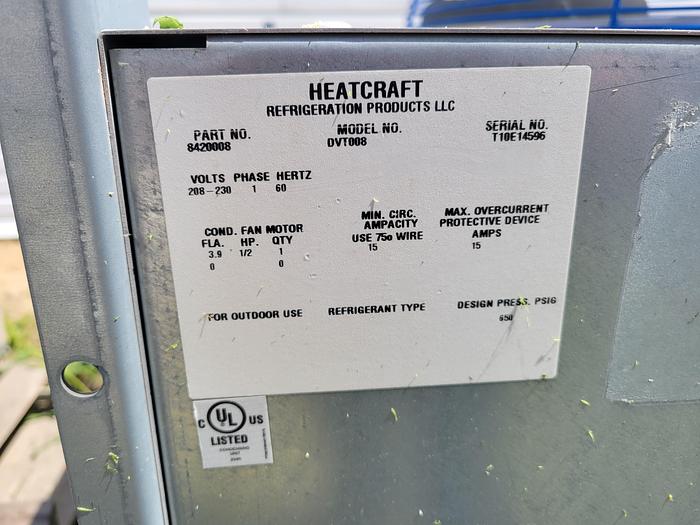 HEATCRAFT
REFRIGERATION PRODUCTS LLC
PART NO. MODEL NO. SERIAL NO.
8420008 DVT008 T10E14596
VOLTS PHASE HERTZ
208-230 1 60
COND. FAN MOTOR
FLA. HP. QTY
3.9 1/2 1
0 0
MIN. CIRC.
AMPACITY
USE 75o WIRE
15
MAX. OVERCURRENT
PROTECTIVE DEVICE
AMPS
15
FOR OUTDOOR USE REFRIGERANT TYPE DESIGN PRESS. PSIG
650
C UL US
LISTED